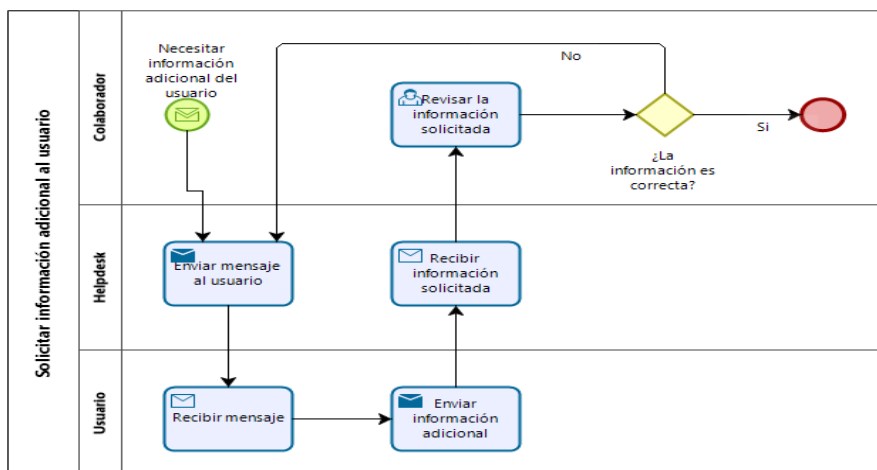 Solicitar información adicional al usuario
Colaborador
Necesitar
información
adicional del
usuario
Revisar la
información
solicitada
No
¿La
información es
correcta?
Si
Helpdesk
Enviar mensaje
al usuario
Recibir
información
solicitada
Usuario
Recibir mensaje
Enviar
información
adicional